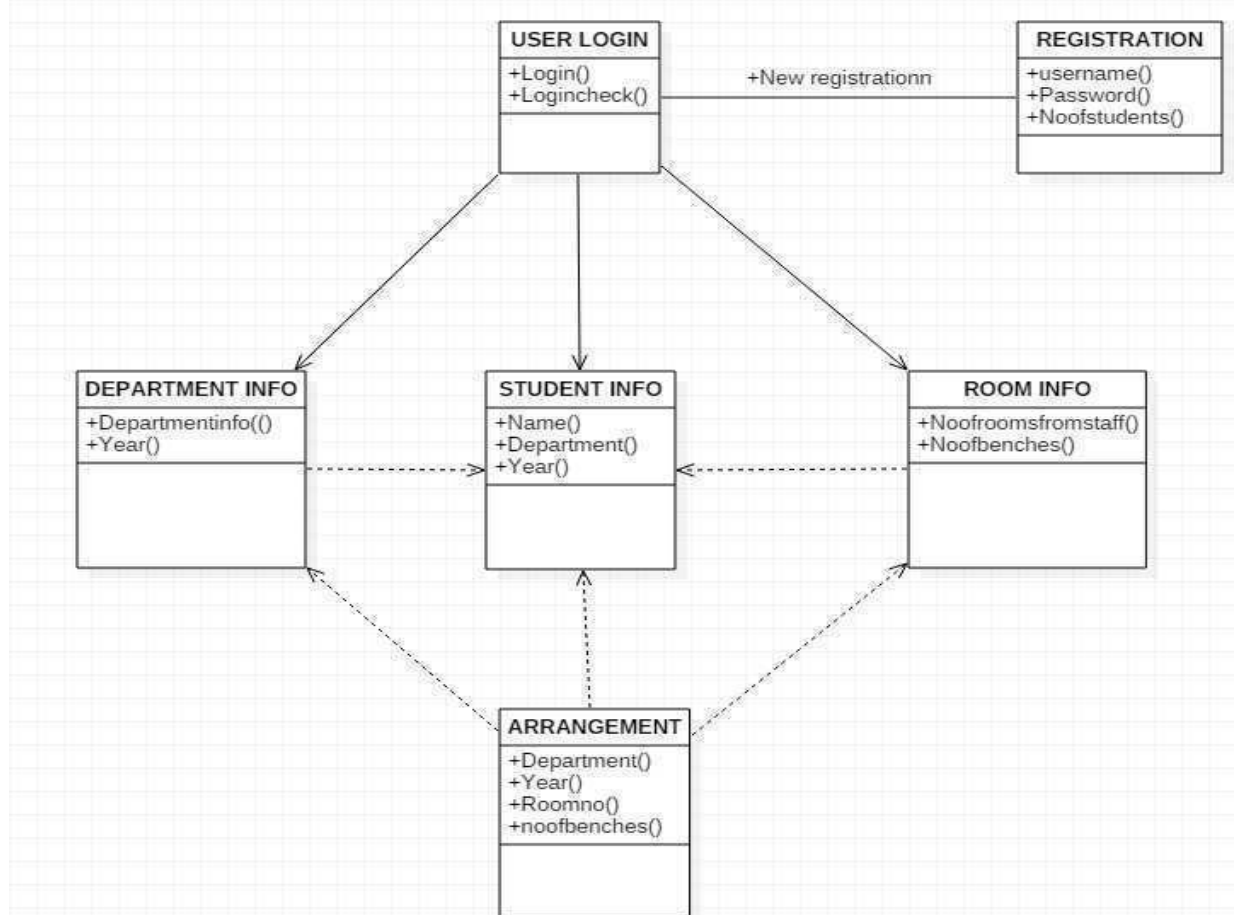 USER LOGIN
+Login()
+Logincheck()
+New registrationn
REGISTRATION
+username()
+Password()
+Noofstudents()
DEPARTMENT INFO
+Departmentinfo(()
+Year()
STUDENT INFO
+Name()
+Department()
+Year()
ROOM INFO
+Noofroomsfromstaff()
+Noofbenches()
ARRANGEMENT
+Department()
+Year()
+Roomno()
+noofbenches()